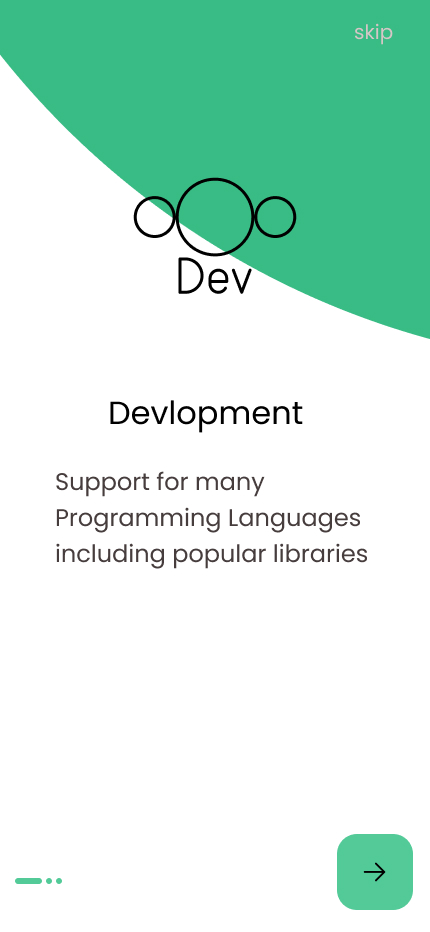 skip
Dev
Devlopment
Support for many
Programming Languages
including popular libraries